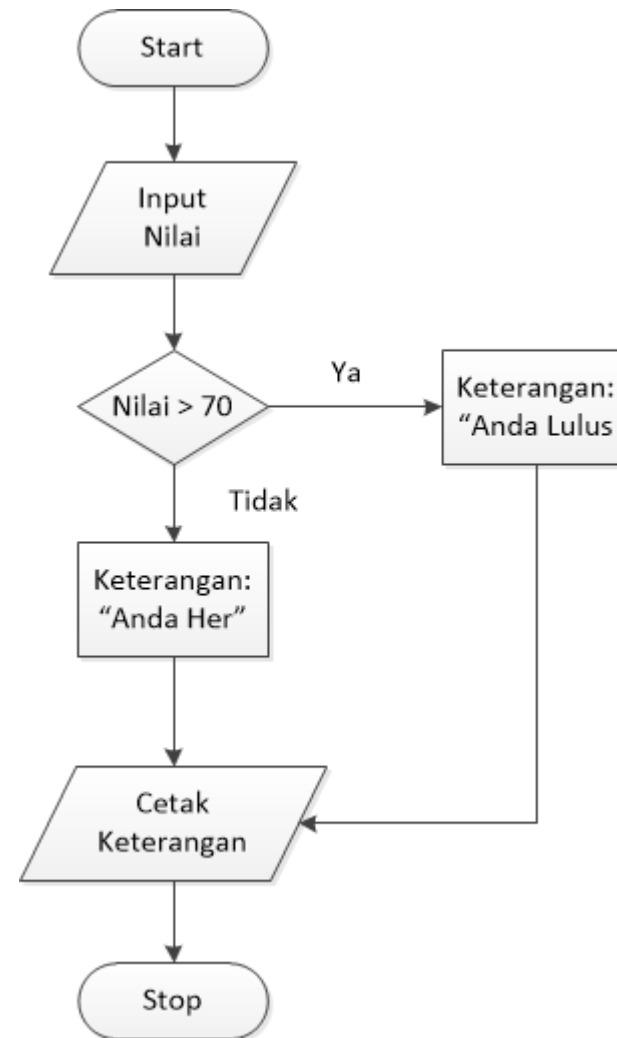 Start
Input
Nilai
Nilai > 70
Ya
Keterangan:
“Anda Lulus
Tidak
Keterangan:
“Anda Her”
Cetak
Keterangan
Stop